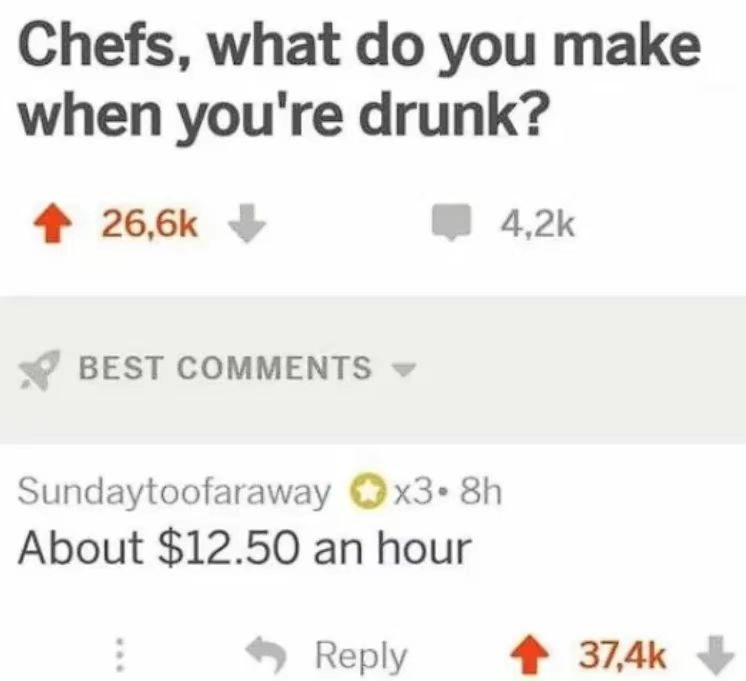 Chefs, what do you make
when you're drunk?
26,6k 4,2k
BEST COMMENTS
Sundaytoofaraway x3• 8h
About $12.50 an hour
Reply 37,4k